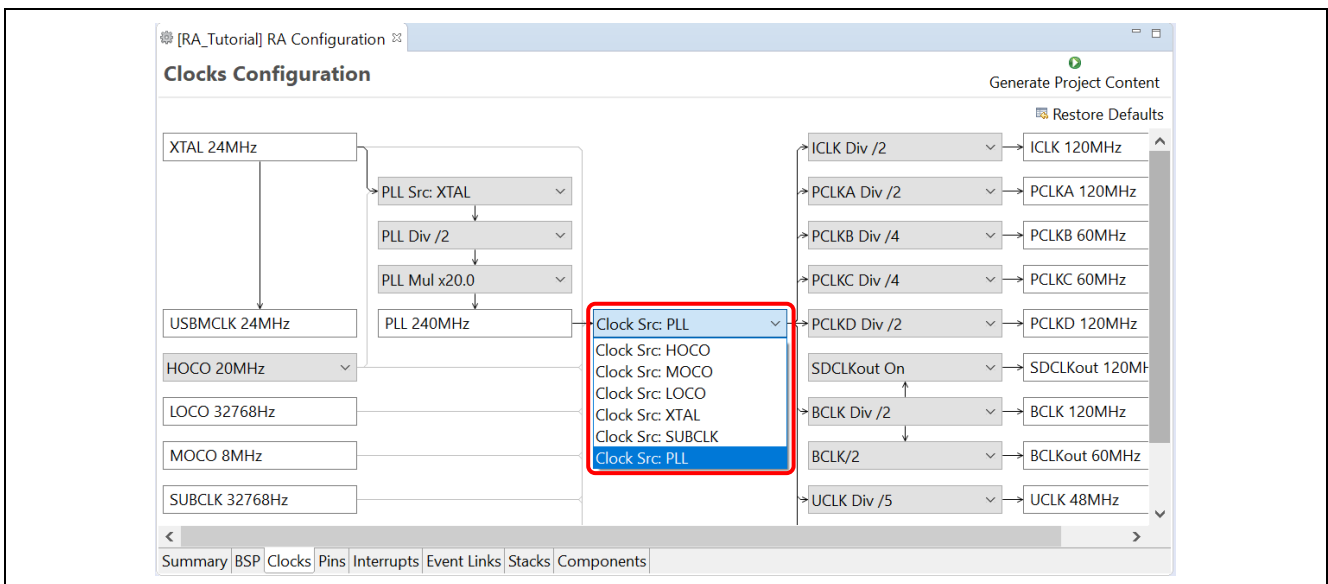 [RA_Tutorial] RA Configuration
Clocks Configuration
Generate Project Content
Restore Defaults
XTAL 24MHz
ICLK Div /2
ICLK 120MHz
PLL Src: XTAL
PCLKA Div /2
PCLKA 120MHz
PLL Div /2
PCLKB Div /4
PCLKB 60MHz
PLL Mul x20.0
PCLKC Div /4
PCLKC 60MHz
USBMCLK 24MHz
PLL 240MHz
Clock Src: PLL
PCLKD Div /2
PCLKD 120MHz
Clock Src: HOCO
Clock Src: MOCO
Clock Src: LOCO
Clock Src: XTAL
Clock Src: SUBCLK
Clock Src: PLL
HOCO 20MHz
SDCLKout On
SDCLKout 120MH
LOCO 32768Hz
BCLK Div /2
BCLK 120MHz
MOCO 8MHz
BCLK/2
BCLKout 60MHz
SUBCLK 32768Hz
UCLK Div /5
UCLK 48MHz
Summary BSP Clocks Pins Interrupts Event Links Stacks Components